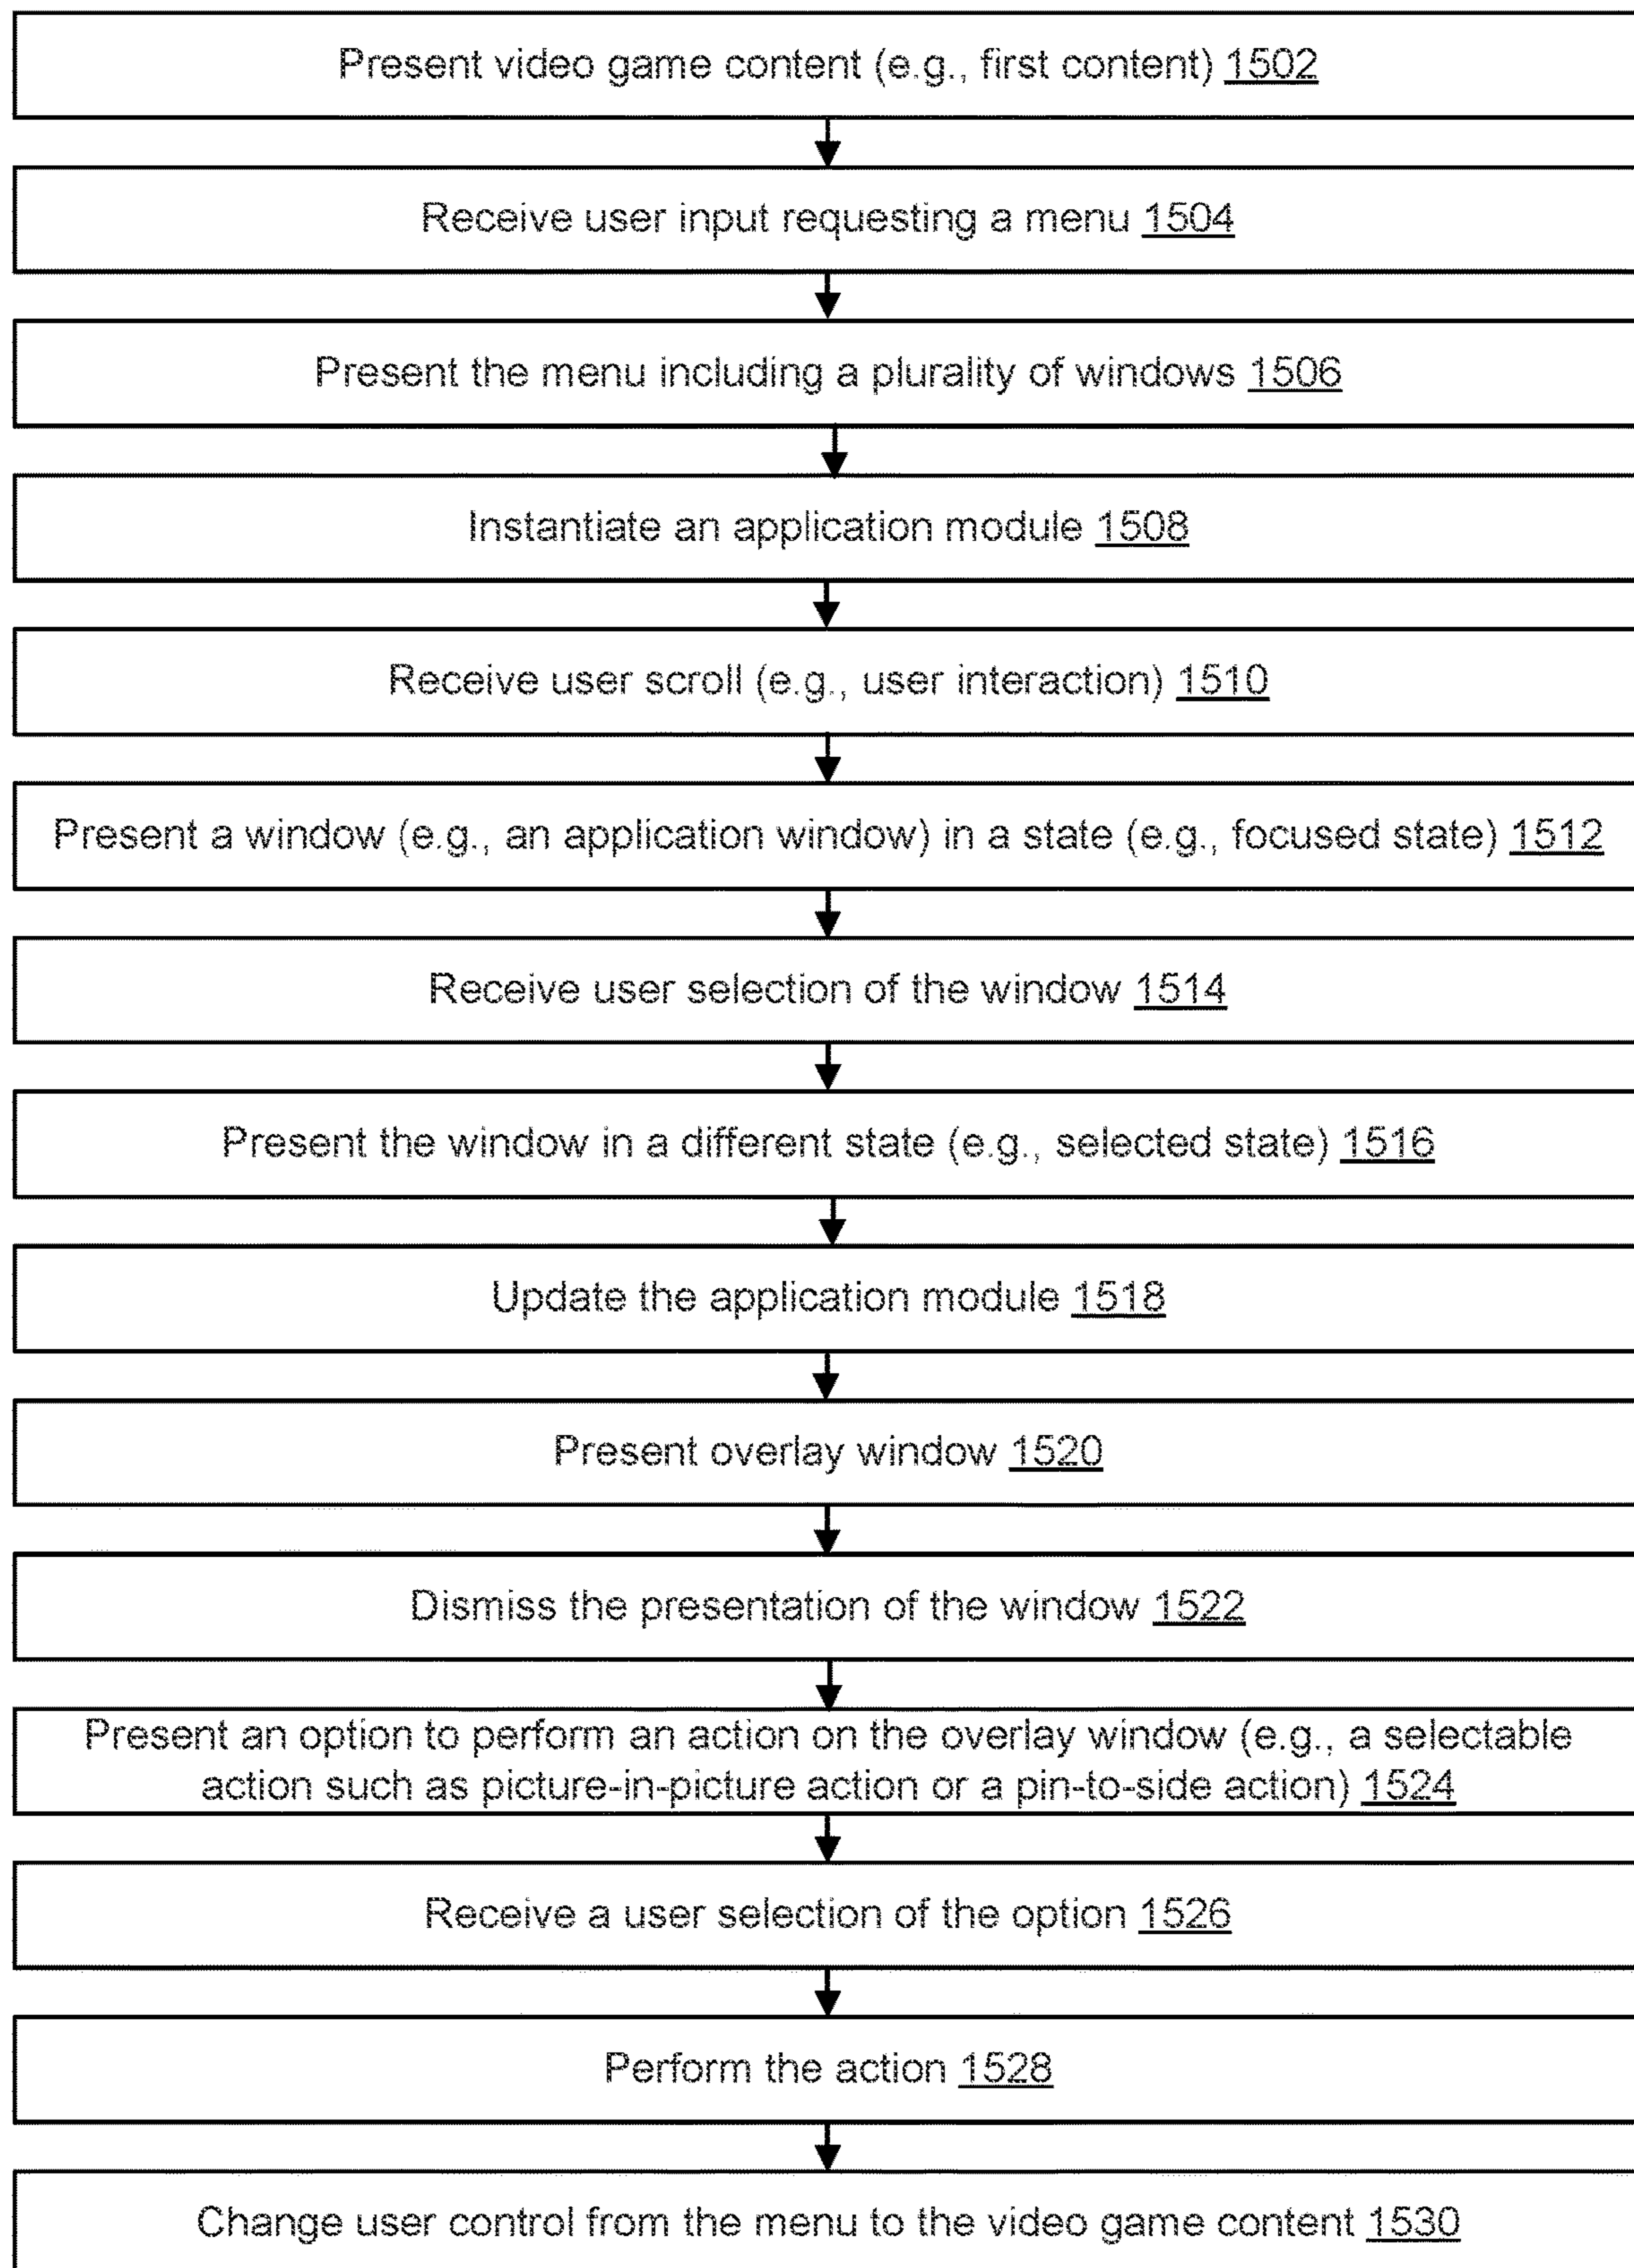 Present video game content (e.g., first content) 1502
Receive user input requesting a menu 1504
Present the menu including a plurality of windows 1506
Instantiate an application module 1508
Receive user scroll (e.g., user interaction) 1510
Present a window (e.g., an application window) in a state (e.g., focused state) 1512
Receive user selection of the window 1514
Present the window in a different state (e.g., selected state) 1516
Update the application module 1518
Present overlay window 1520
Dismiss the presentation of the window 1522
Present an option to perform an action on the overlay window (e.g., a selectable
action such as picture-in-picture action or a pin-to-side action) 1524
Receive a user selection of the option 1526
Perform the action 1528
Change user control from the menu to the video game content 1530